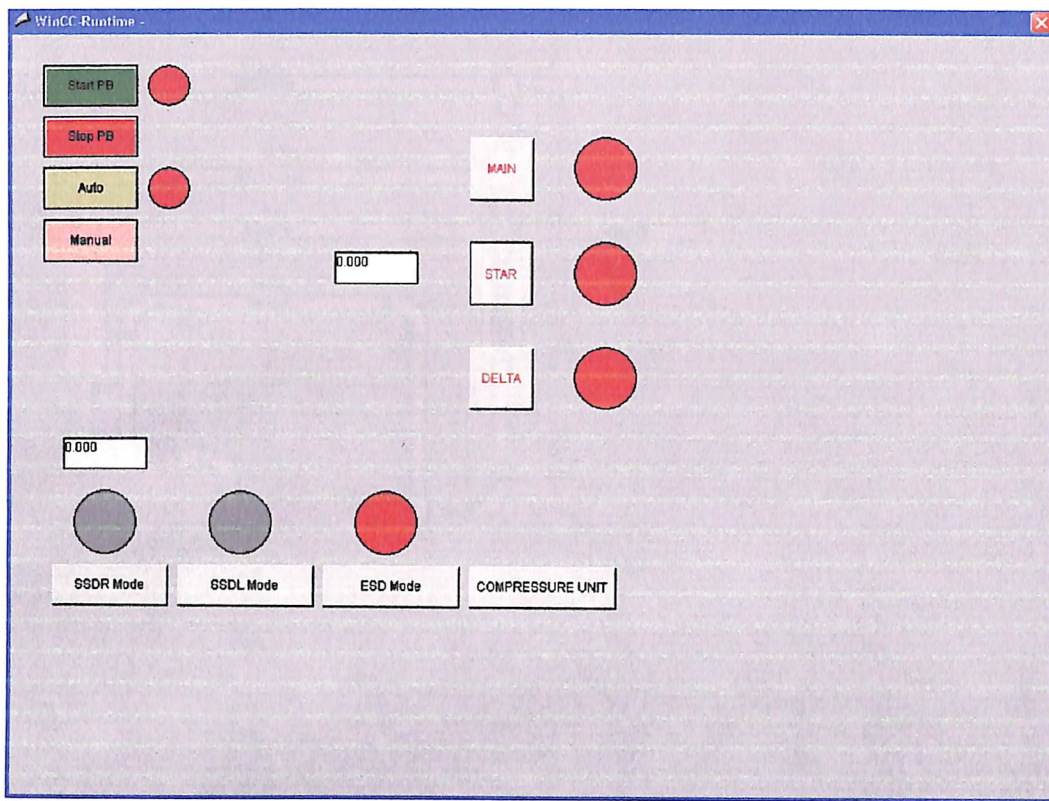 WinCC-Runtime -
Start PB
Stop PB
Auto
Manual
MAIN
0.000
STAR
DELTA
0.000
SSDR Mode
SSDL Mode
ESD Mode
COMPRESSURE UNIT